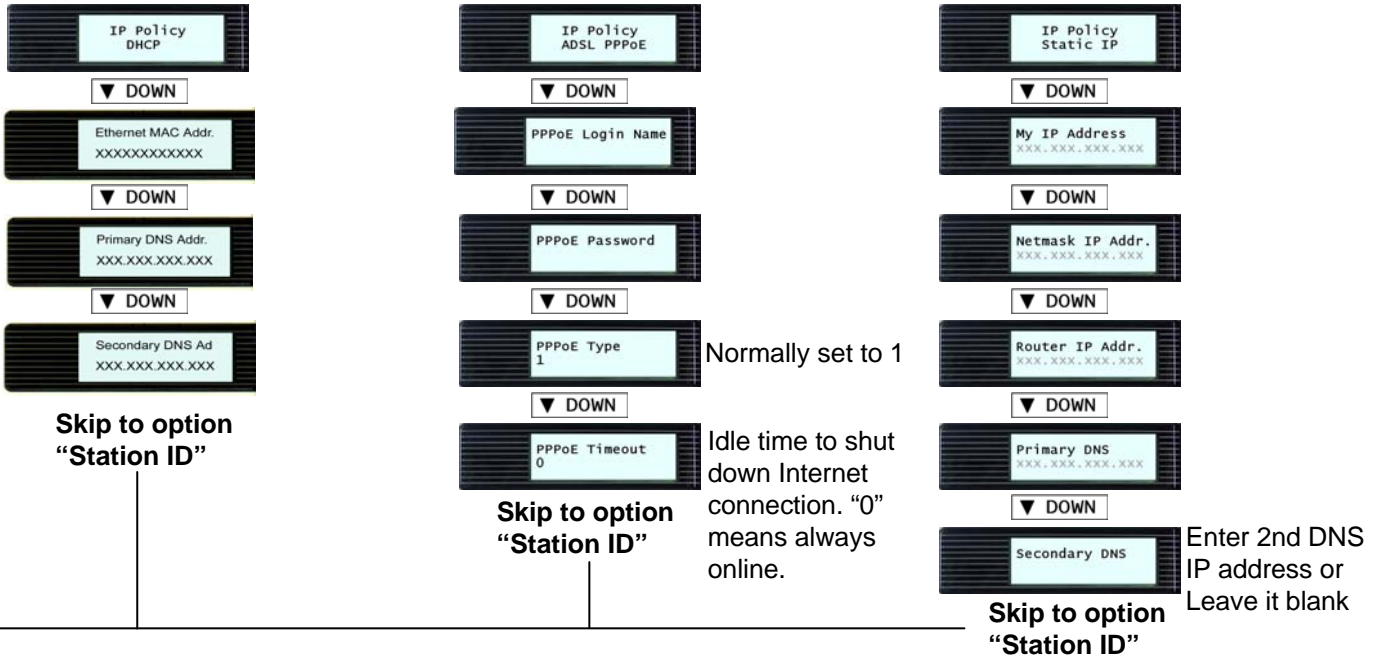 IP Policy
DHCP
▼ DOWN
Ethernet MAC Addr.
XXXXXXXXXXXX
▼ DOWN
Primary DNS Addr.
XXX.XXX.XXX.XXX
▼ DOWN
Secondary DNS Ad
XXX.XXX.XXX.XXX
Skip to option
“Station ID”
IP Policy
ADSL PPPoE
▼ DOWN
PPPoE Login Name
▼ DOWN
PPPoE Password
▼ DOWN
PPPoE Type
1
Normally set to 1
▼ DOWN
PPPoE Timeout
0
Idle time to shut
down Internet
connection. “0”
means always
online.
Skip to option
“Station ID”
IP Policy
Static IP
▼ DOWN
My IP Address
xxx.xxx.xxx.xxx
▼ DOWN
Netmask IP Addr.
xxx.xxx.xxx.xxx
▼ DOWN
Router IP Addr.
xxx.xxx.xxx.xxx
▼ DOWN
Primary DNS
xxx.xxx.xxx.xxx
▼ DOWN
Secondary DNS
Enter 2nd DNS
IP address or
Leave it blank
Skip to option
“Station ID”